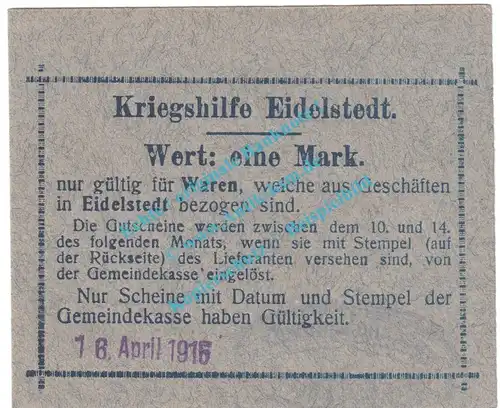 Kriegshilfe Eidelstedt.
Wert: eine Mark.
nur gültig für Waren, welche aus Geschäften
in Eidelstedt bezogen sind.
Die Gutscheine werden zwischen dem 10. und 14.
des folgenden Monats, wenn sie mit Stempel (auf
der Rückseite) des Lieferanten versehen sind, von
der Gemeindekasse eingelöst.
Nur Scheine mit Datum und Stempel der
Gemeindekasse haben Gültigkeit.
16. April 1915